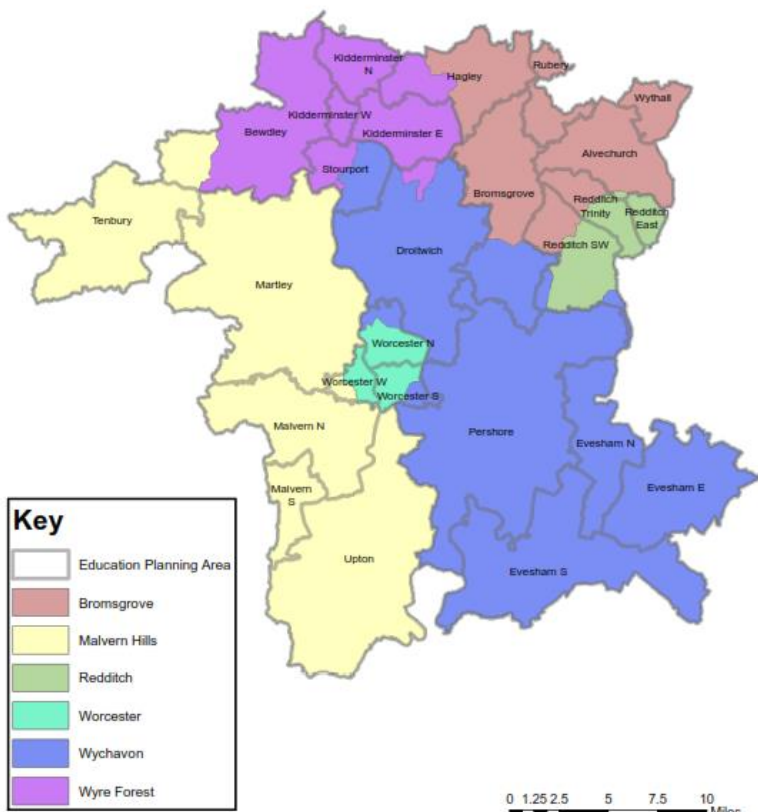 Kidderminster
N
Hagley
Rubery
Wythall
Kidderminster W
Bewdley
Kidderminster E
Alvechurch
Stourport
Bromsgrove
Redditch
Trinity
Redditch
East
Tenbury
Redditch SW
Droitwich
Martley
Worcester N
Worcester W
Worcester S
Malvern N
Pershore
Evesham N
Malvern
S
Evesham E
Upton
Evesham S
Key
Education Planning Area
Bromsgrove
Malvern Hills
Redditch
Worcester
Wychavon
Wyre Forest
0 1.25 2.5 5 7.5 10
Miles